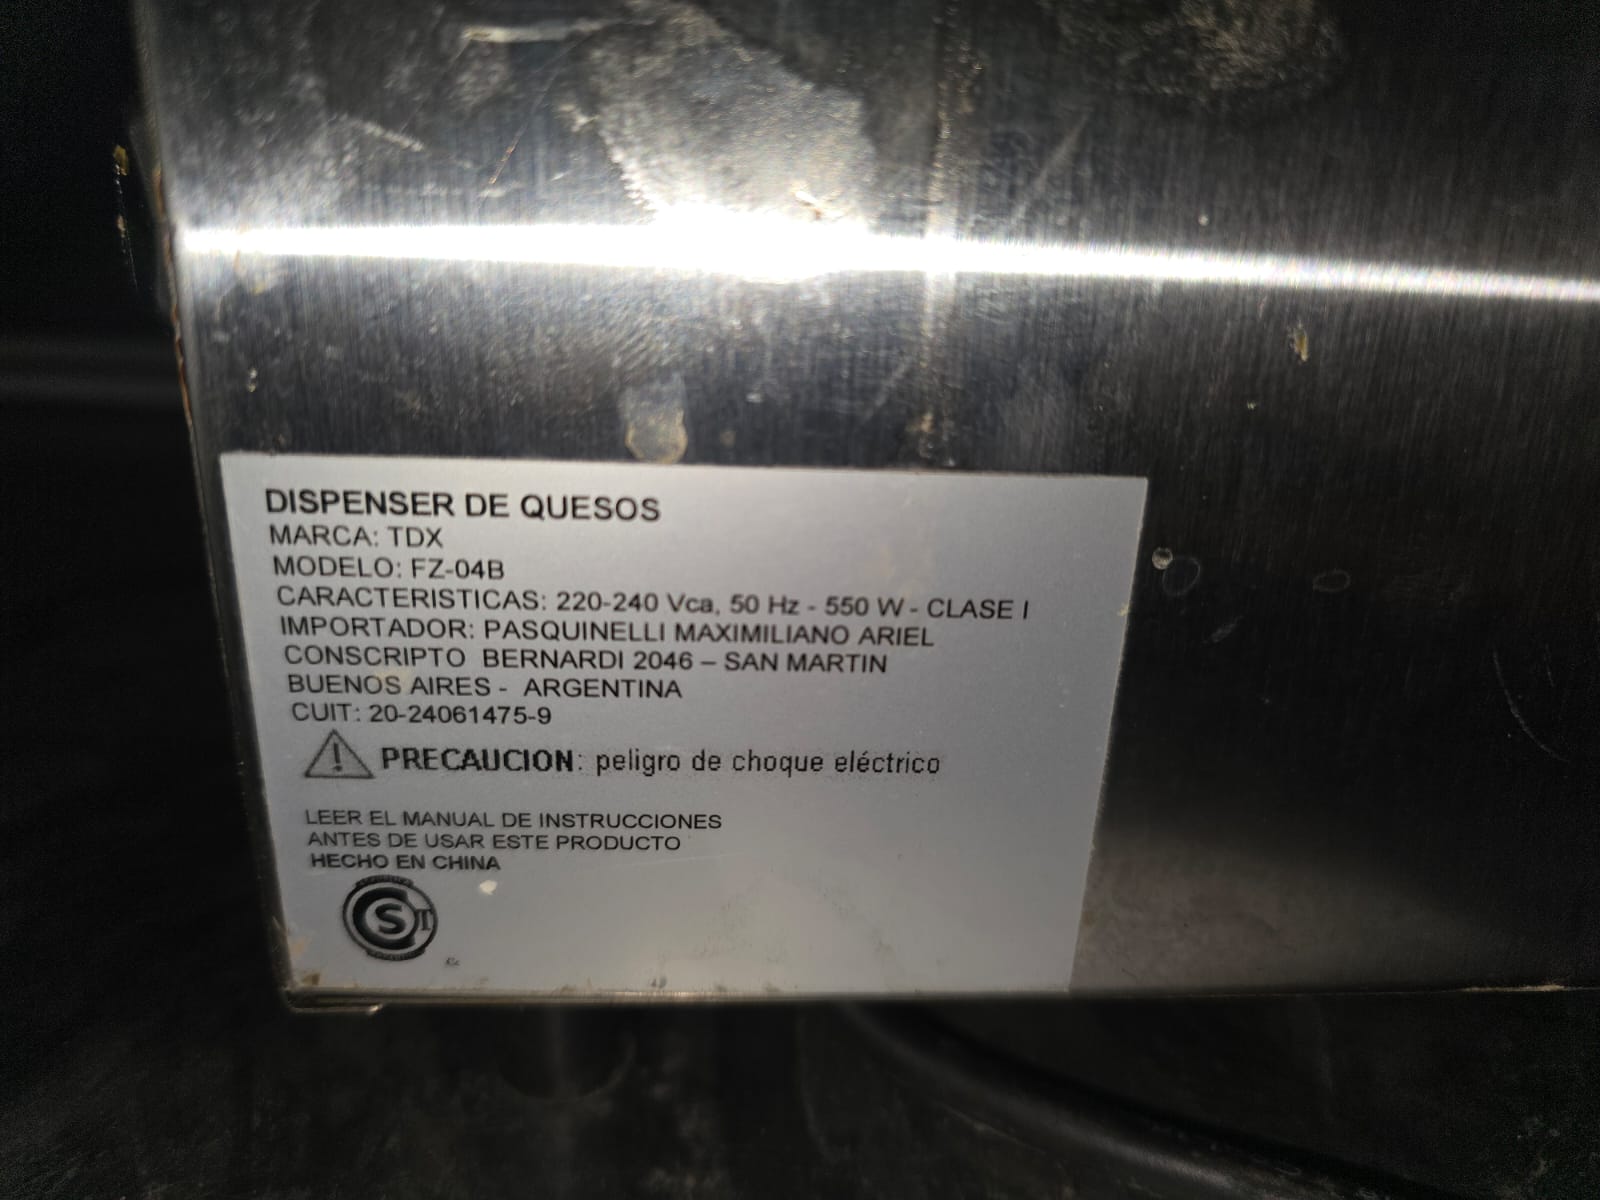 DISPENSER DE QUESOS
MARCA: TDX
MODELO: FZ-04B
CARACTERISTICAS: 220-240 Vca, 50 Hz - 550 W - CLASE I
IMPORTADOR: PASQUINELLI MAXIMILIANO ARIEL
CONSCRIPTO BERNARDI 2046 – SAN MARTIN
BUENOS AIRES - ARGENTINA
CUIT: 20-24061475-9
PRECAUCION: peligro de choque eléctrico
LEER EL MANUAL DE INSTRUCCIONES
ANTES DE USAR ESTE PRODUCTO
HECHO EN CHINA
S